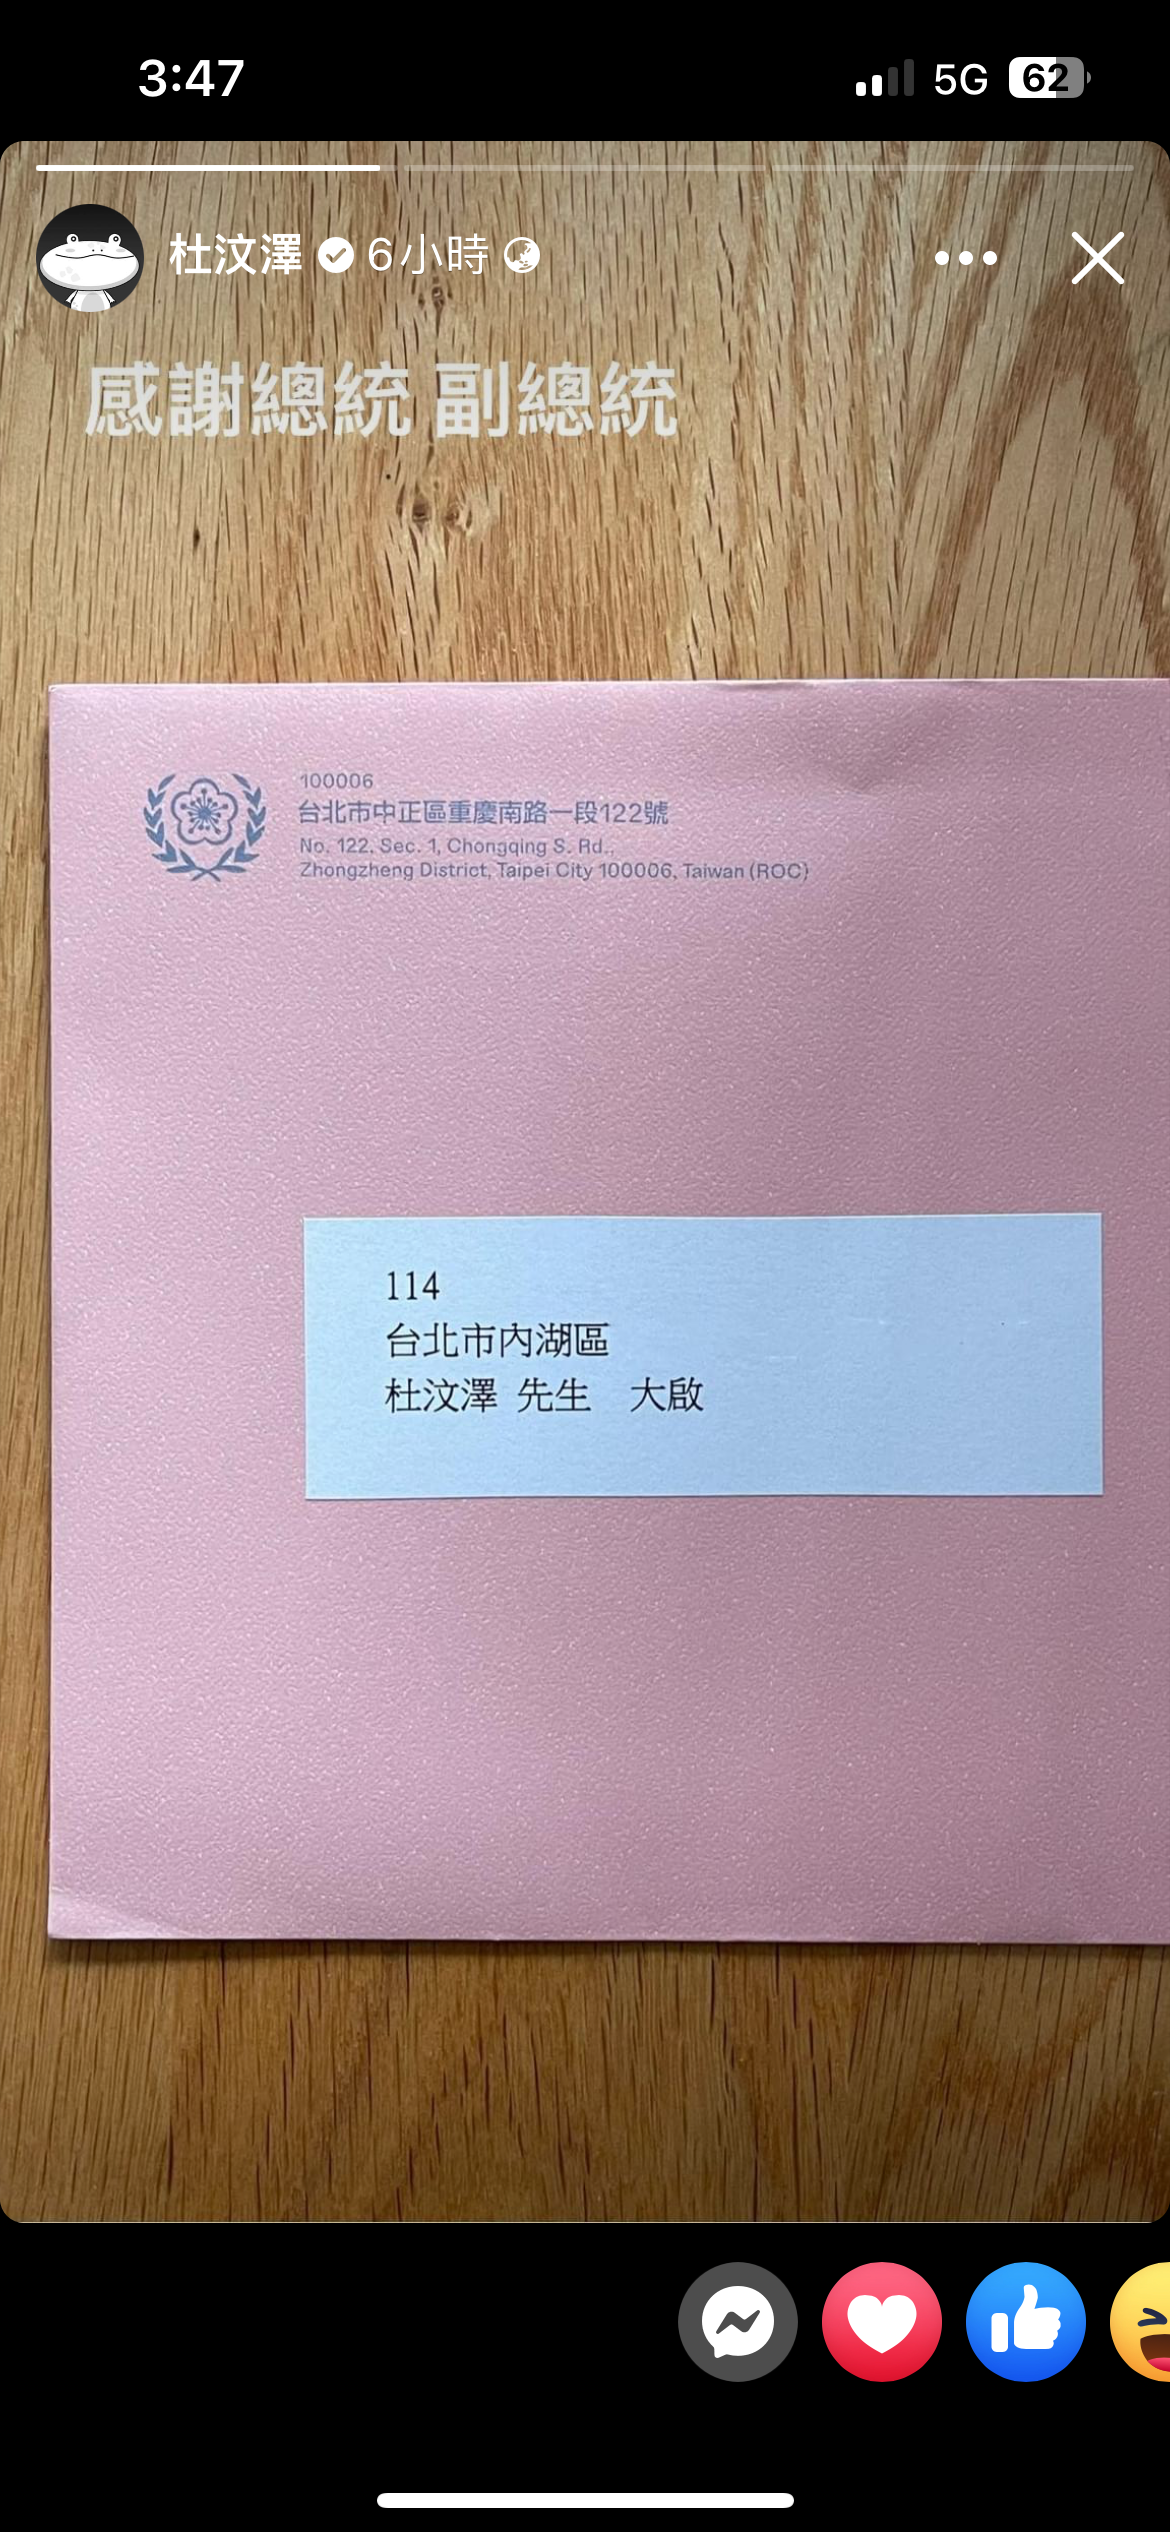 3:47
5G
62
杜汶澤 6小時
感謝總統 副總統
100006
台北市中正區重慶南路一段122號
No. 122, Sec. 1, Chongqing S. Rd.,
Zhongzheng District, Taipei City 100006, Taiwan (ROC)
114
台北市內湖區
杜汶澤 先生 大啟